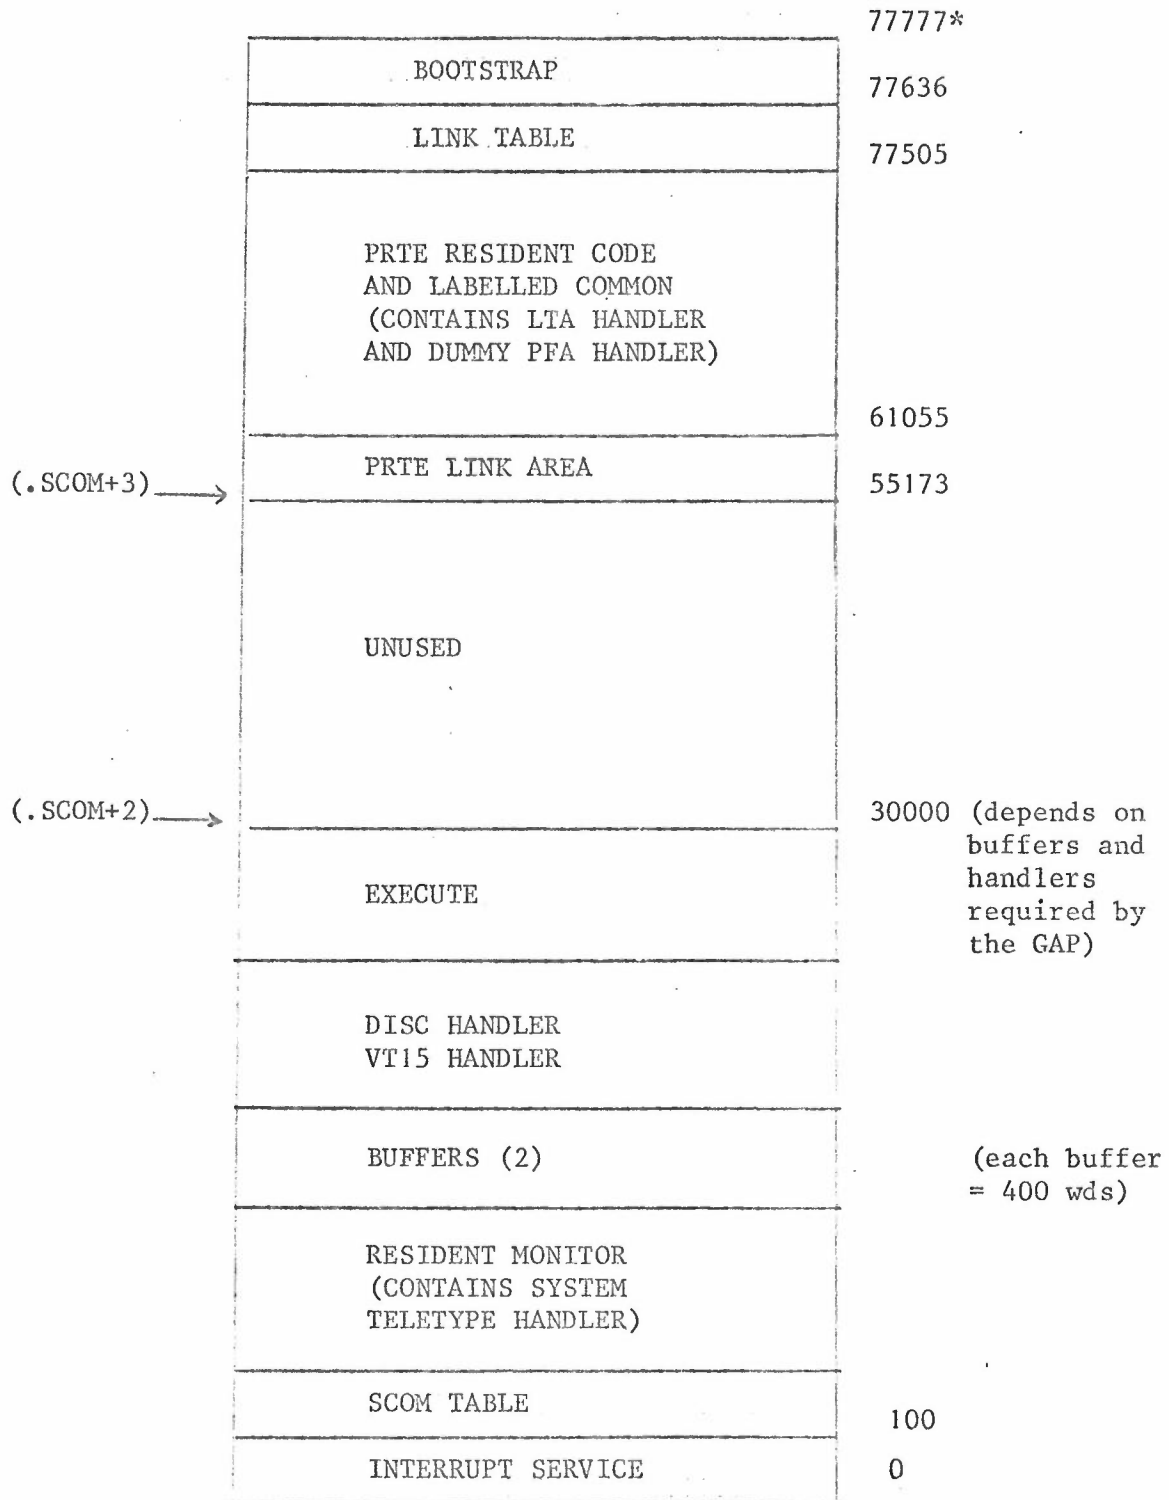 77777*
BOOTSTRAP
77636
LINK TABLE
77505
PRTE RESIDENT CODE
AND LABELLED COMMON
(CONTAINS LTA HANDLER
AND DUMMY PFA HANDLER)
61055
PRTE LINK AREA
(.SCOM+3)
55173
UNUSED
(.SCOM+2)
30000 (depends on
buffers and
handlers
required by
the GAP)
EXECUTE
DISC HANDLER
VT15 HANDLER
BUFFERS (2)
(each buffer
= 400 wds)
RESIDENT MONITOR
(CONTAINS SYSTEM
TELETYPE HANDLER)
SCOM TABLE
100
INTERRUPT SERVICE
0